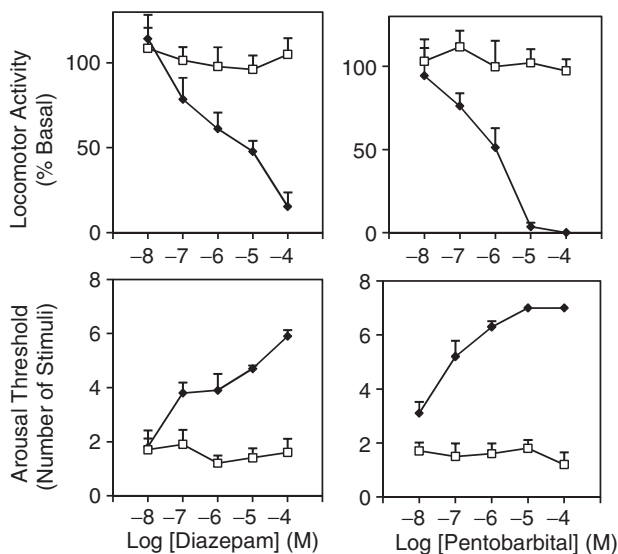 Locomotor Activity
(% Basal)
100
50
0
−8 −7 −6 −5 −4
100
50
0
−8 −7 −6 −5 −4
Arousal Threshold
(Number of Stimuli)
8
6
4
2
0
−8 −7 −6 −5 −4
Log [Diazepam] (M)
8
6
4
2
0
−8 −7 −6 −5 −4
Log [Pentobarbital] (M)